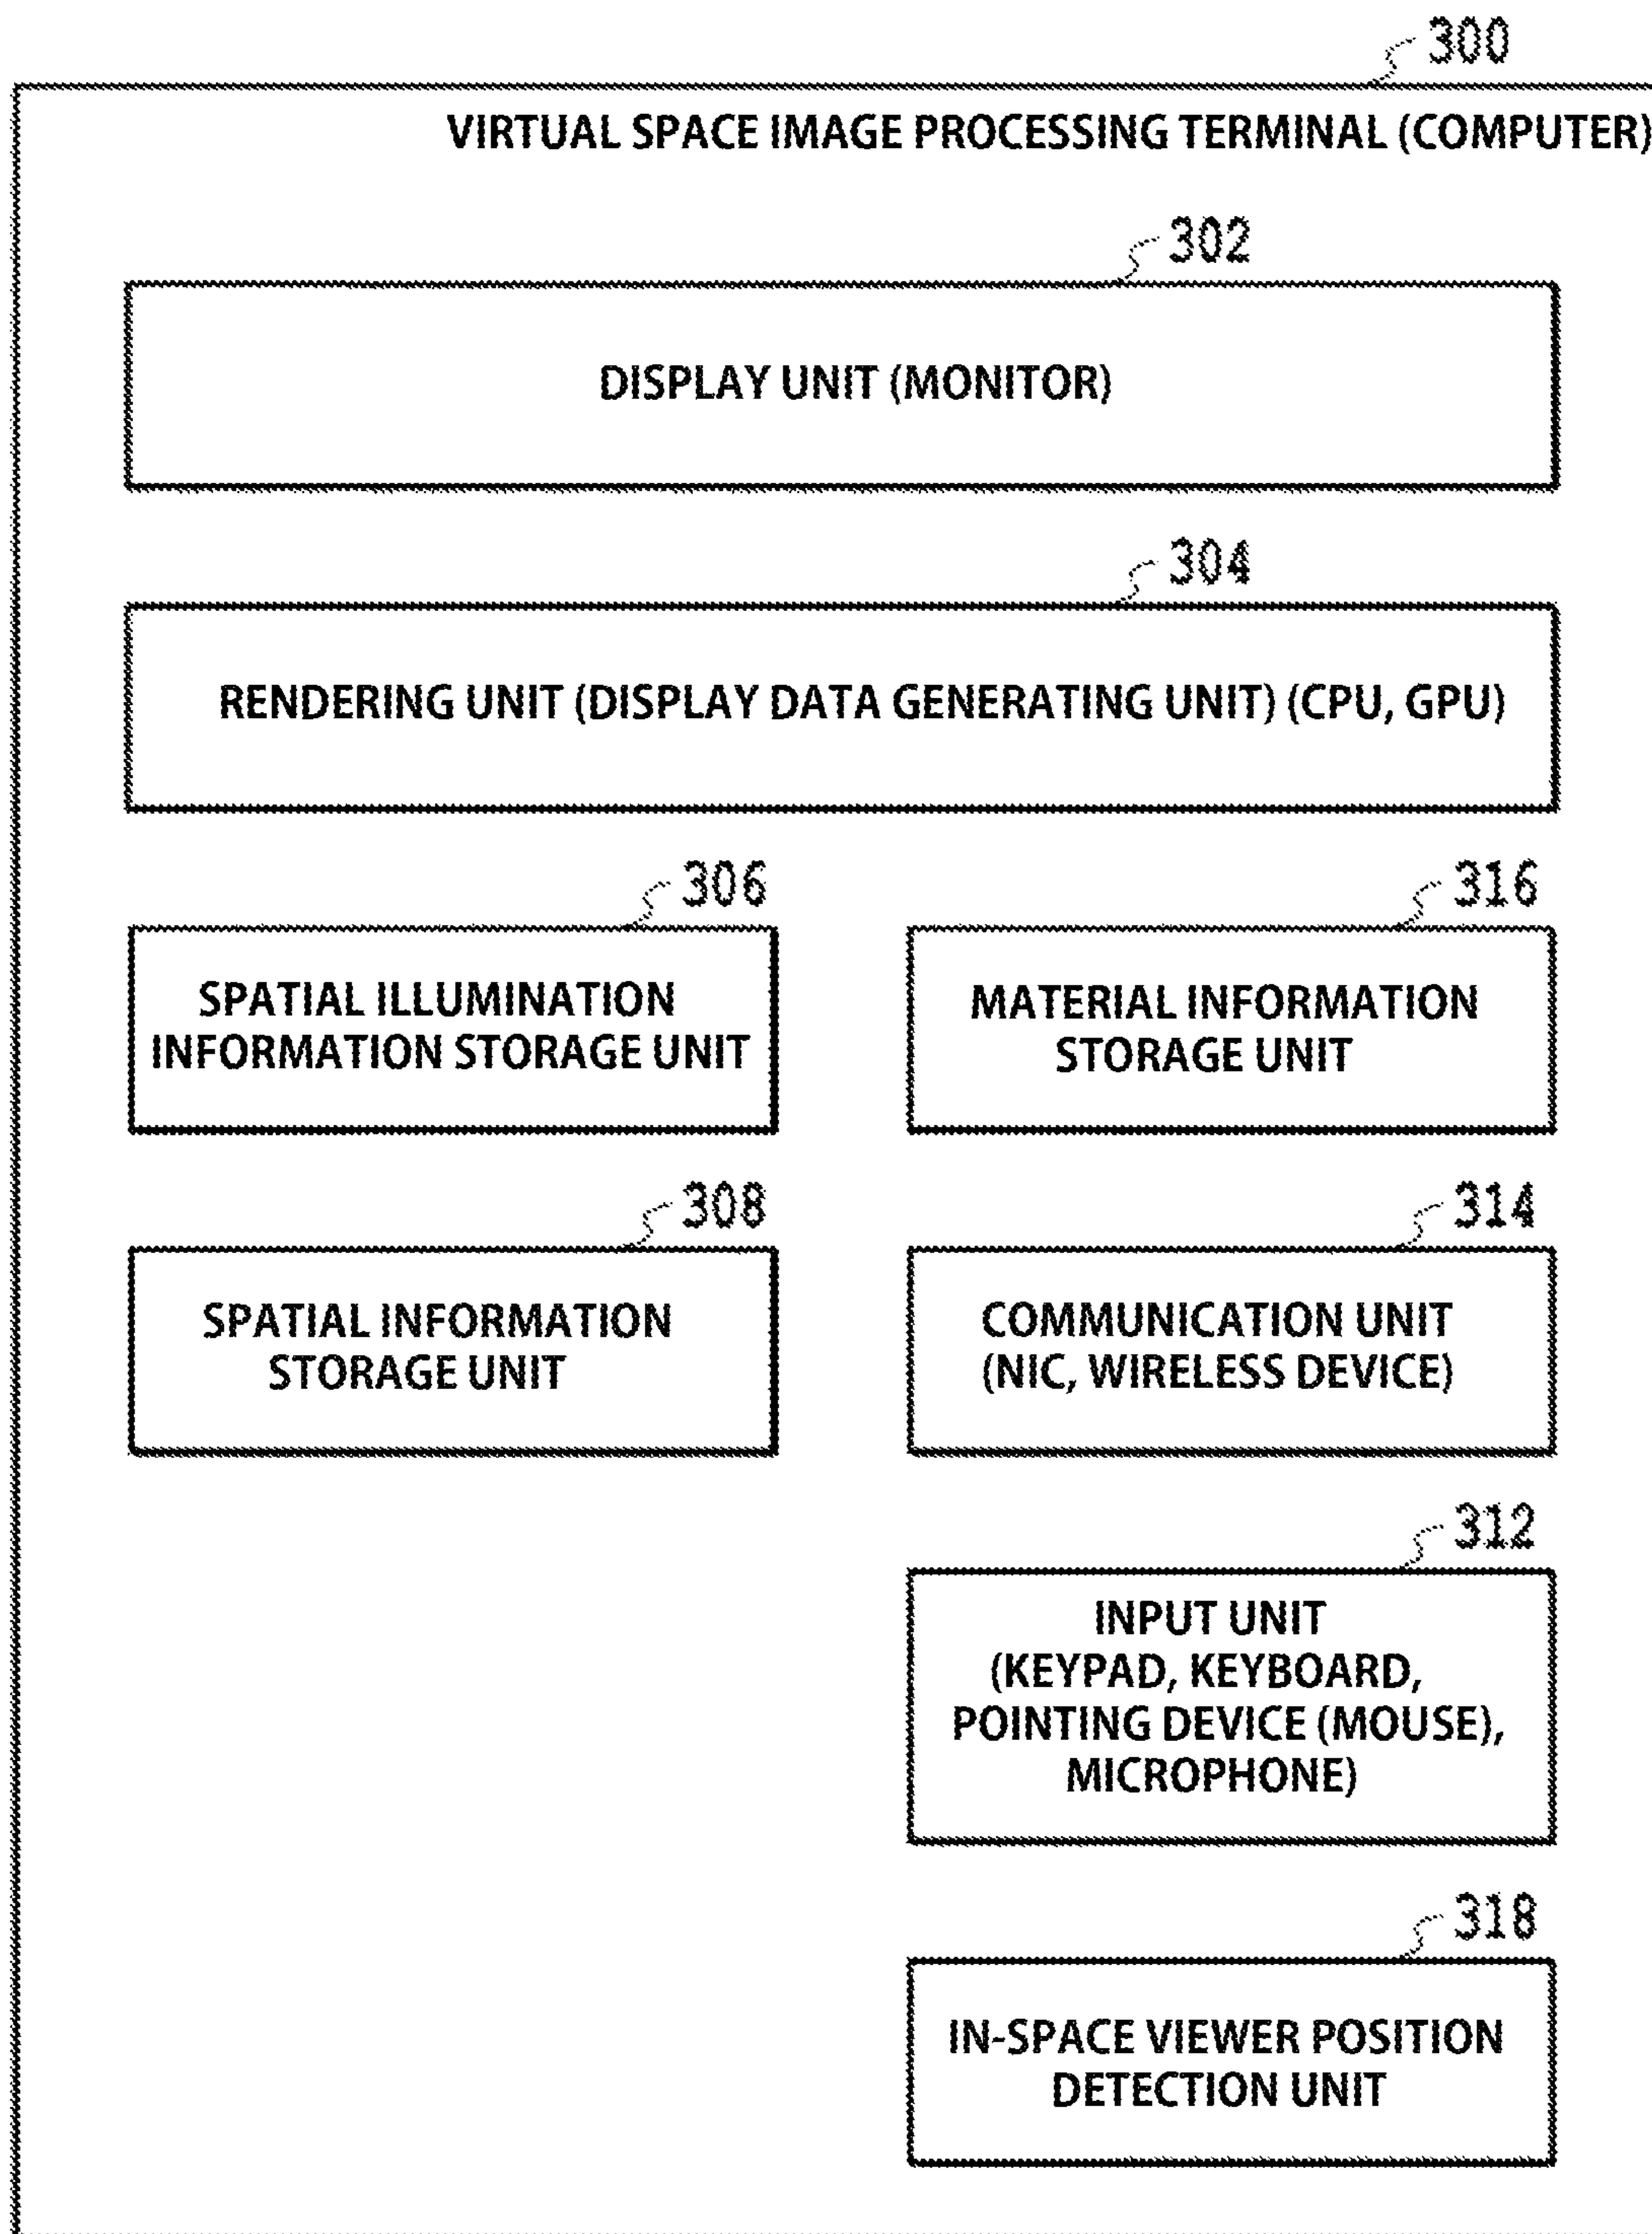 300
VIRTUAL SPACE IMAGE PROCESSING TERMINAL (COMPUTER)
302
DISPLAY UNIT (MONITOR)
304
RENDERING UNIT (DISPLAY DATA GENERATING UNIT) (CPU, GPU)
306
SPATIAL ILLUMINATION
INFORMATION STORAGE UNIT
316
MATERIAL INFORMATION
STORAGE UNIT
308
SPATIAL INFORMATION
STORAGE UNIT
314
COMMUNICATION UNIT
(NIC, WIRELESS DEVICE)
312
INPUT UNIT
(KEYPAD, KEYBOARD,
POINTING DEVICE (MOUSE),
MICROPHONE)
318
IN-SPACE VIEWER POSITION
DETECTION UNIT